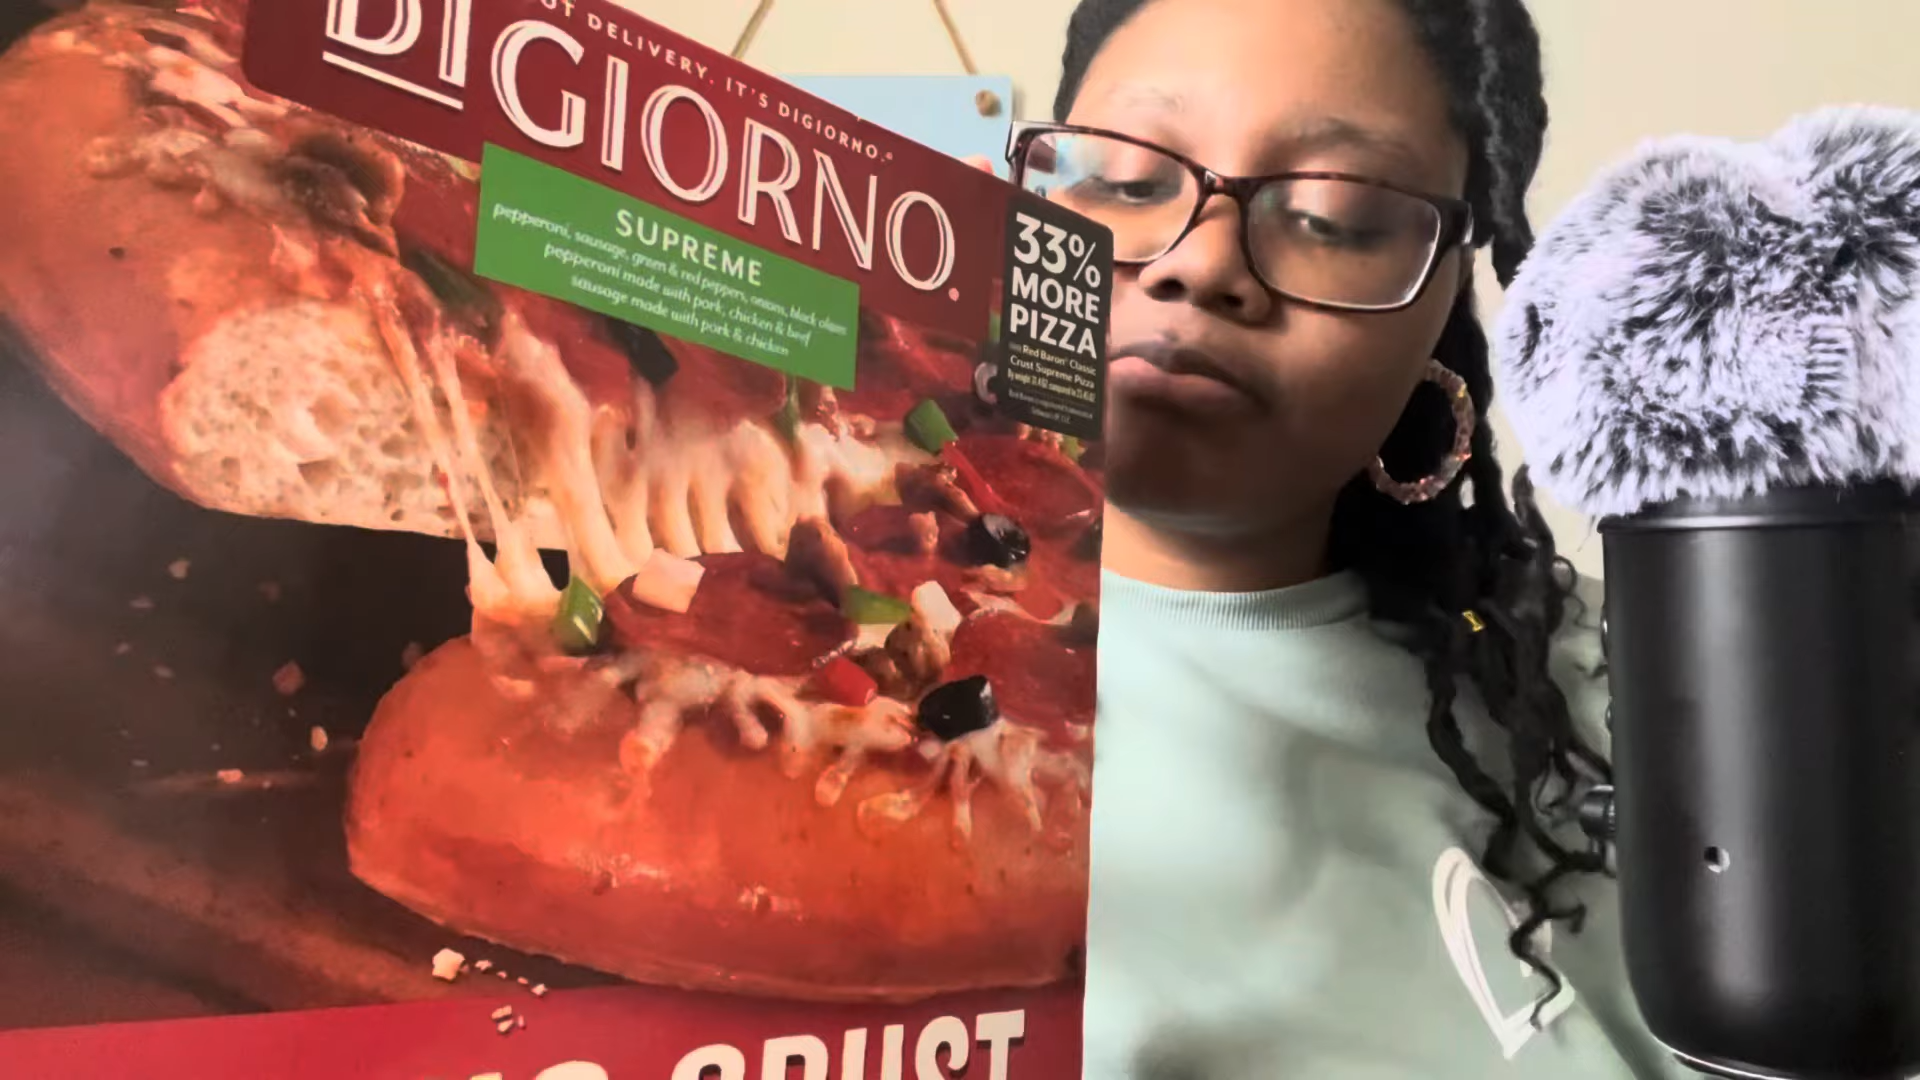 OT DELIVERY. IT'S DIGIORNO.®
DIGIORNO.
SUPREME
pepperoni, sausage, green & red peppers, onions, black olives
pepperoni made with pork, chicken & beef
sausage made with pork & chicken
33%
MORE
PIZZA
Red Baron® Classic
Crust Supreme Pizza
CRUST